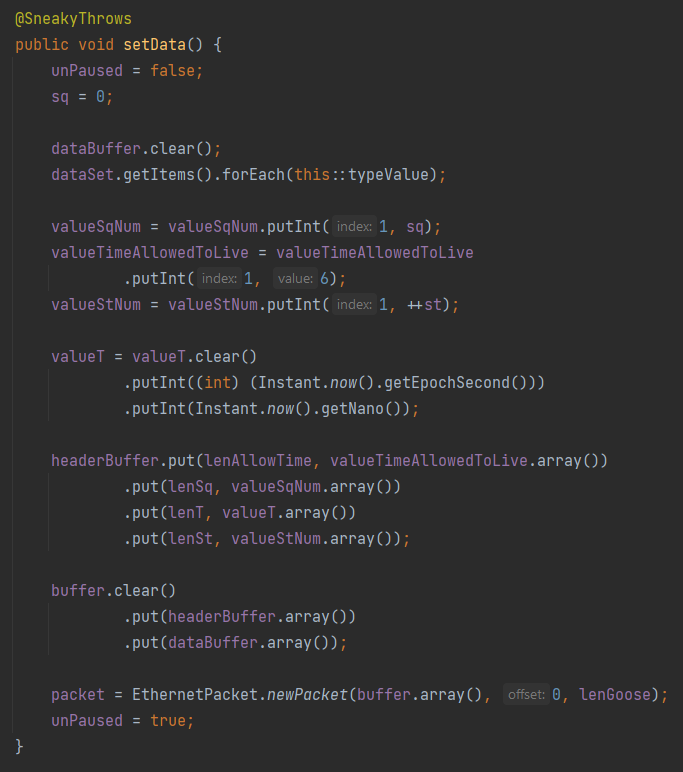 @SneakyThrows
public void setData() {
    unPaused = false;
    sq = 0;

    dataBuffer.clear();
    dataSet.getItems().forEach(this::typeValue);

    valueSqNum = valueSqNum.putInt( index: 1, sq);
    valueTimeAllowedToLive = valueTimeAllowedToLive
            .putInt( index: 1, value: 6);
    valueStNum = valueStNum.putInt( index: 1, ++st);

    valueT = valueT.clear()
            .putInt((int) (Instant.now().getEpochSecond()))
            .putInt(Instant.now().getNano());

    headerBuffer.put(lenAllowTime, valueTimeAllowedToLive.array())
            .put(lenSq, valueSqNum.array())
            .put(lenT, valueT.array())
            .put(lenSt, valueStNum.array());

    buffer.clear()
            .put(headerBuffer.array())
            .put(dataBuffer.array());

    packet = EthernetPacket.newPacket(buffer.array(), offset: 0, lenGoose);
    unPaused = true;
}